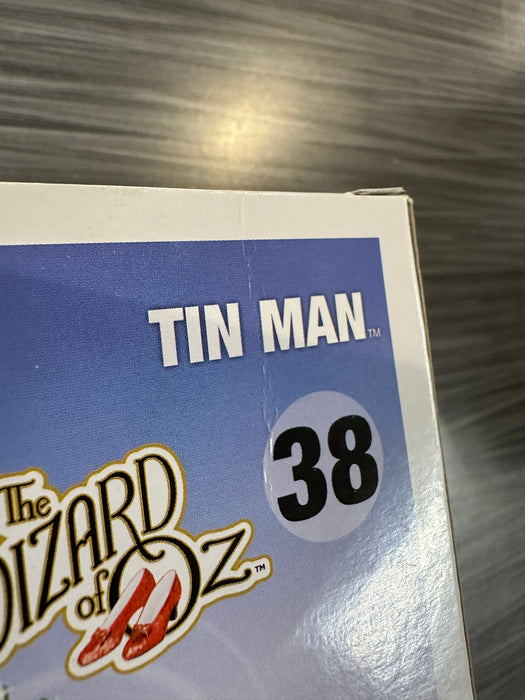 TIN MAN™
38
The
WIZARD
of OZ™